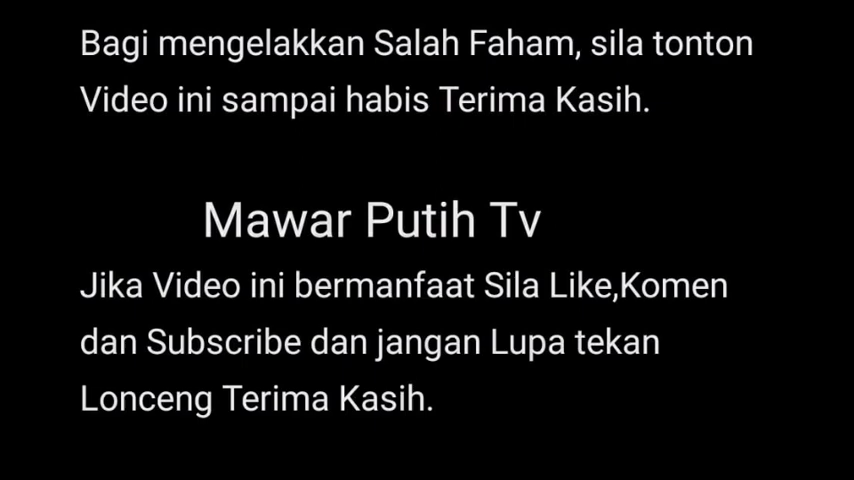 Bagi mengelakkan Salah Faham, sila tonton
Video ini sampai habis Terima Kasih.
Mawar Putih Tv
Jika Video ini bermanfaat Sila Like,Komen
dan Subscribe dan jangan Lupa tekan
Lonceng Terima Kasih.